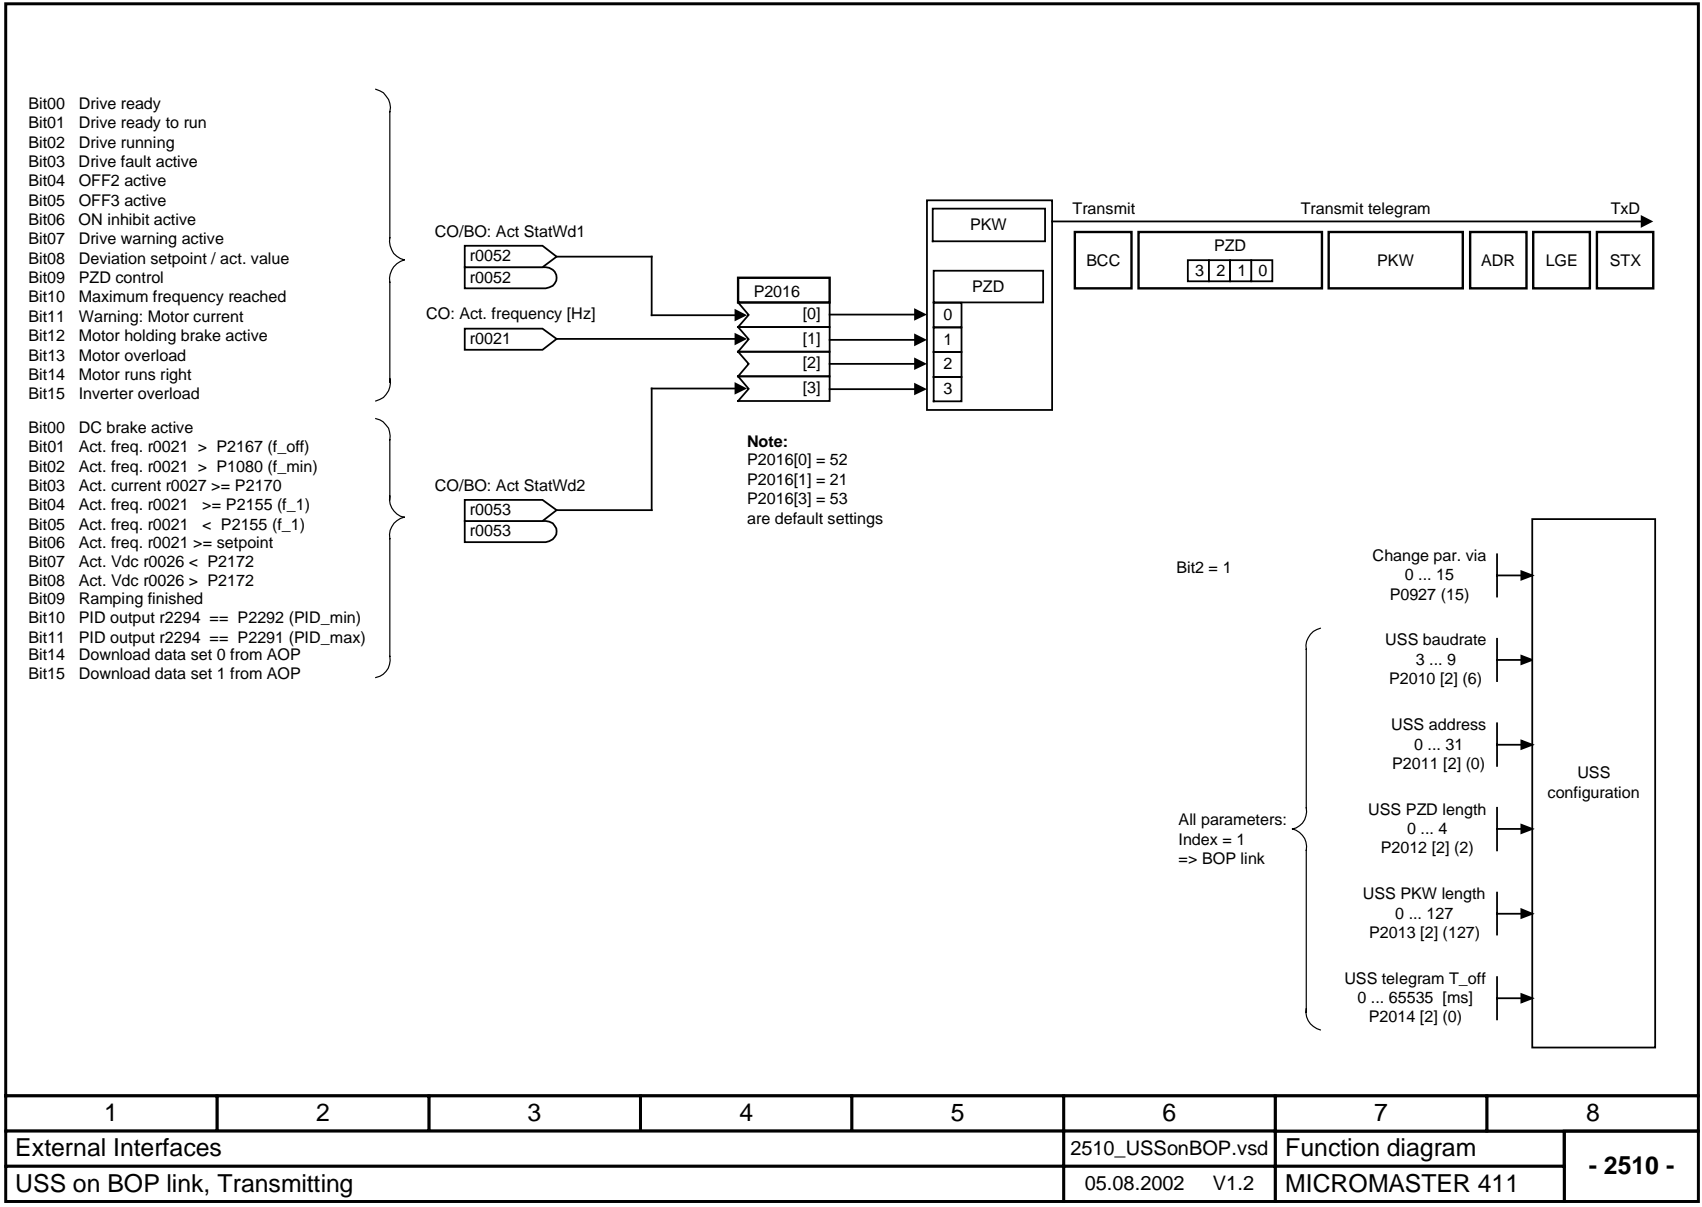 Bit00 Drive ready
Bit01 Drive ready to run
Bit02 Drive running
Bit03 Drive fault active
Bit04 OFF2 active
Bit05 OFF3 active
Bit06 ON inhibit active
Bit07 Drive warning active
Bit08 Deviation setpoint / act. value
Bit09 PZD control
Bit10 Maximum frequency reached
Bit11 Warning: Motor current
Bit12 Motor holding brake active
Bit13 Motor overload
Bit14 Motor runs right
Bit15 Inverter overload
Bit00 DC brake active
Bit01 Act. freq. r0021 > P2167 (f_off)
Bit02 Act. freq. r0021 > P1080 (f_min)
Bit03 Act. current r0027 >= P2170
Bit04 Act. freq. r0021 >= P2155 (f_1)
Bit05 Act. freq. r0021 < P2155 (f_1)
Bit06 Act. freq. r0021 >= setpoint
Bit07 Act. Vdc r0026 < P2172
Bit08 Act. Vdc r0026 > P2172
Bit09 Ramping finished
Bit10 PID output r2294 == P2292 (PID_min)
Bit11 PID output r2294 == P2291 (PID_max)
Bit14 Download data set 0 from AOP
Bit15 Download data set 1 from AOP
CO/BO: Act StatWd1
r0052
r0052
CO: Act. frequency [Hz]
r0021
CO/BO: Act StatWd2
r0053
r0053
P2016
[0]
[1]
[2]
[3]
Note:
P2016[0] = 52
P2016[1] = 21
P2016[3] = 53
are default settings
PKW
PZD
0
1
2
3
Transmit Transmit telegram TxD
BCC PZD PKW ADR LGE STX
3 2 1 0
Bit2 = 1
Change par. via
0 ... 15
P0927 (15)
USS baudrate
3 ... 9
P2010 [2] (6)
USS address
0 ... 31
P2011 [2] (0)
All parameters:
Index = 1
=> BOP link
USS PZD length
0 ... 4
P2012 [2] (2)
USS PKW length
0 ... 127
P2013 [2] (127)
USS telegram T_off
0 ... 65535 [ms]
P2014 [2] (0)
USS
configuration
1 2 3 4 5 6 7 8
External Interfaces 2510_USSonBOP.vsd Function diagram - 2510 -
USS on BOP link, Transmitting 05.08.2002 V1.2 MICROMASTER 411